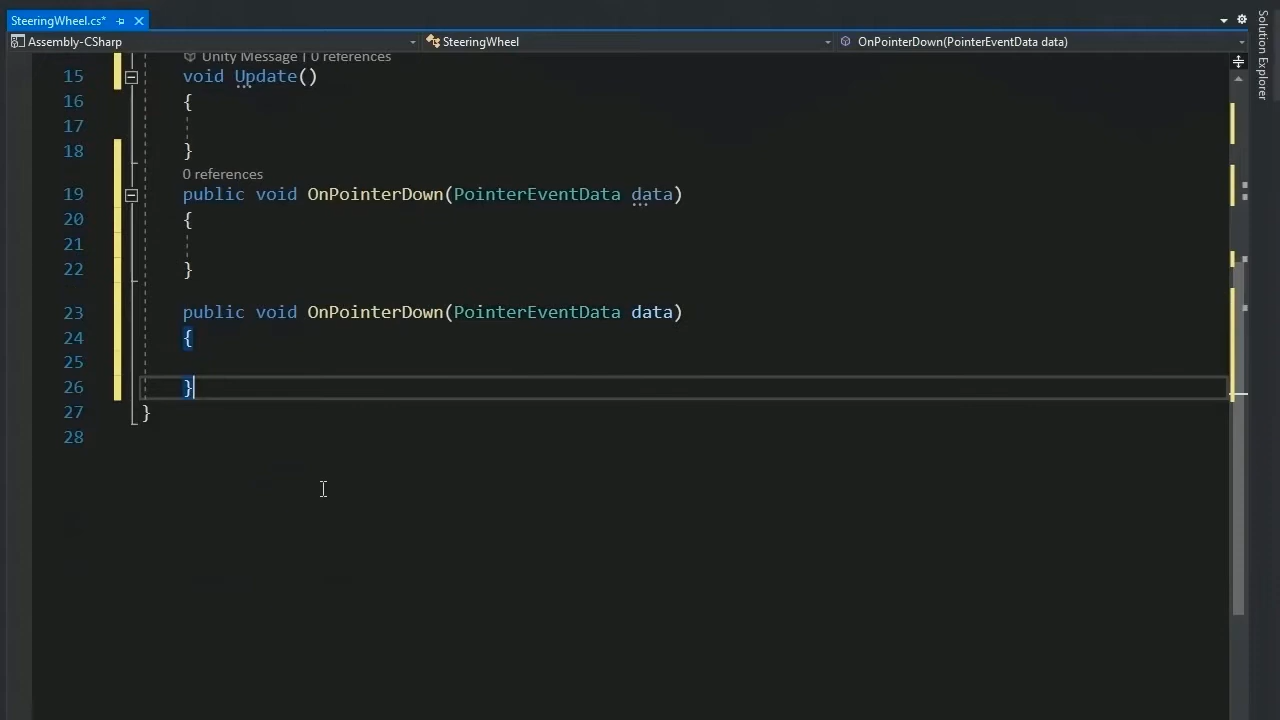 SteeringWheel.cs*
Assembly-CSharp
SteeringWheel
OnPointerDown(PointerEventData data)
Solution Explorer
Unity Message | 0 references
15 void Update()
16 {
17
18 }
0 references
19 public void OnPointerDown(PointerEventData data)
20 {
21
22 }
23 public void OnPointerDown(PointerEventData data)
24 {
25
26 }
27 }
28